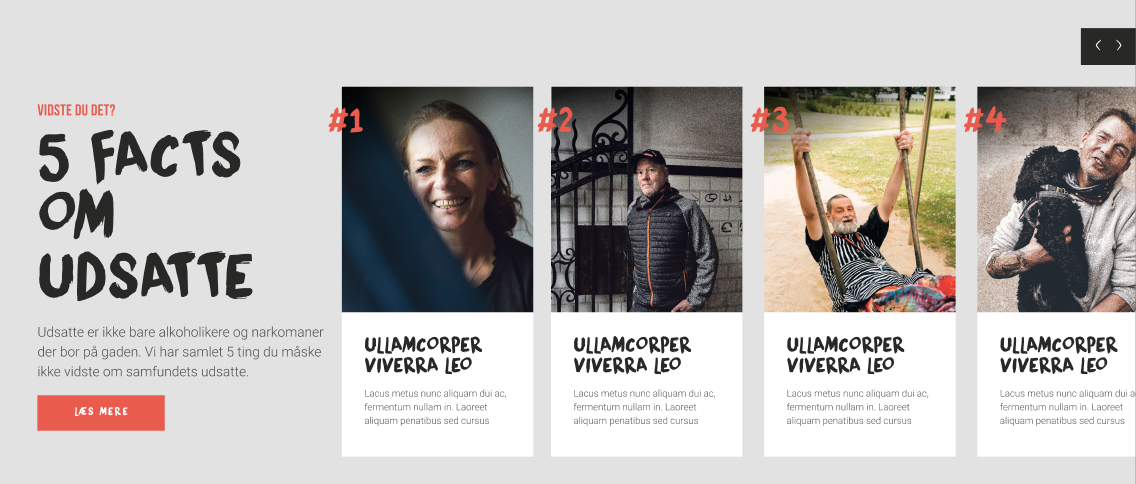 VIDSTE DU DET?
5 FACTS
OM
UDSATTE
Udsatte er ikke bare alkoholikere og narkomaner
der bor på gaden. Vi har samlet 5 ting du måske
ikke vidste om samfundets udsatte.
LÆS MERE
#1
ULLAMCORPER
VIVERRA LEO
Lacus metus nunc aliquam dui ac,
fermentum nullam in. Laoreet
aliquam penatibus sed cursus
#2
ULLAMCORPER
VIVERRA LEO
Lacus metus nunc aliquam dui ac,
fermentum nullam in. Laoreet
aliquam penatibus sed cursus
#3
ULLAMCORPER
VIVERRA LEO
Lacus metus nunc aliquam dui ac,
fermentum nullam in. Laoreet
aliquam penatibus sed cursus
#4
ULLAMCORPER
VIVERRA LEO
Lacus metus nunc aliquam dui a
fermentum nullam in. Laoreet
aliquam penatibus sed cursus